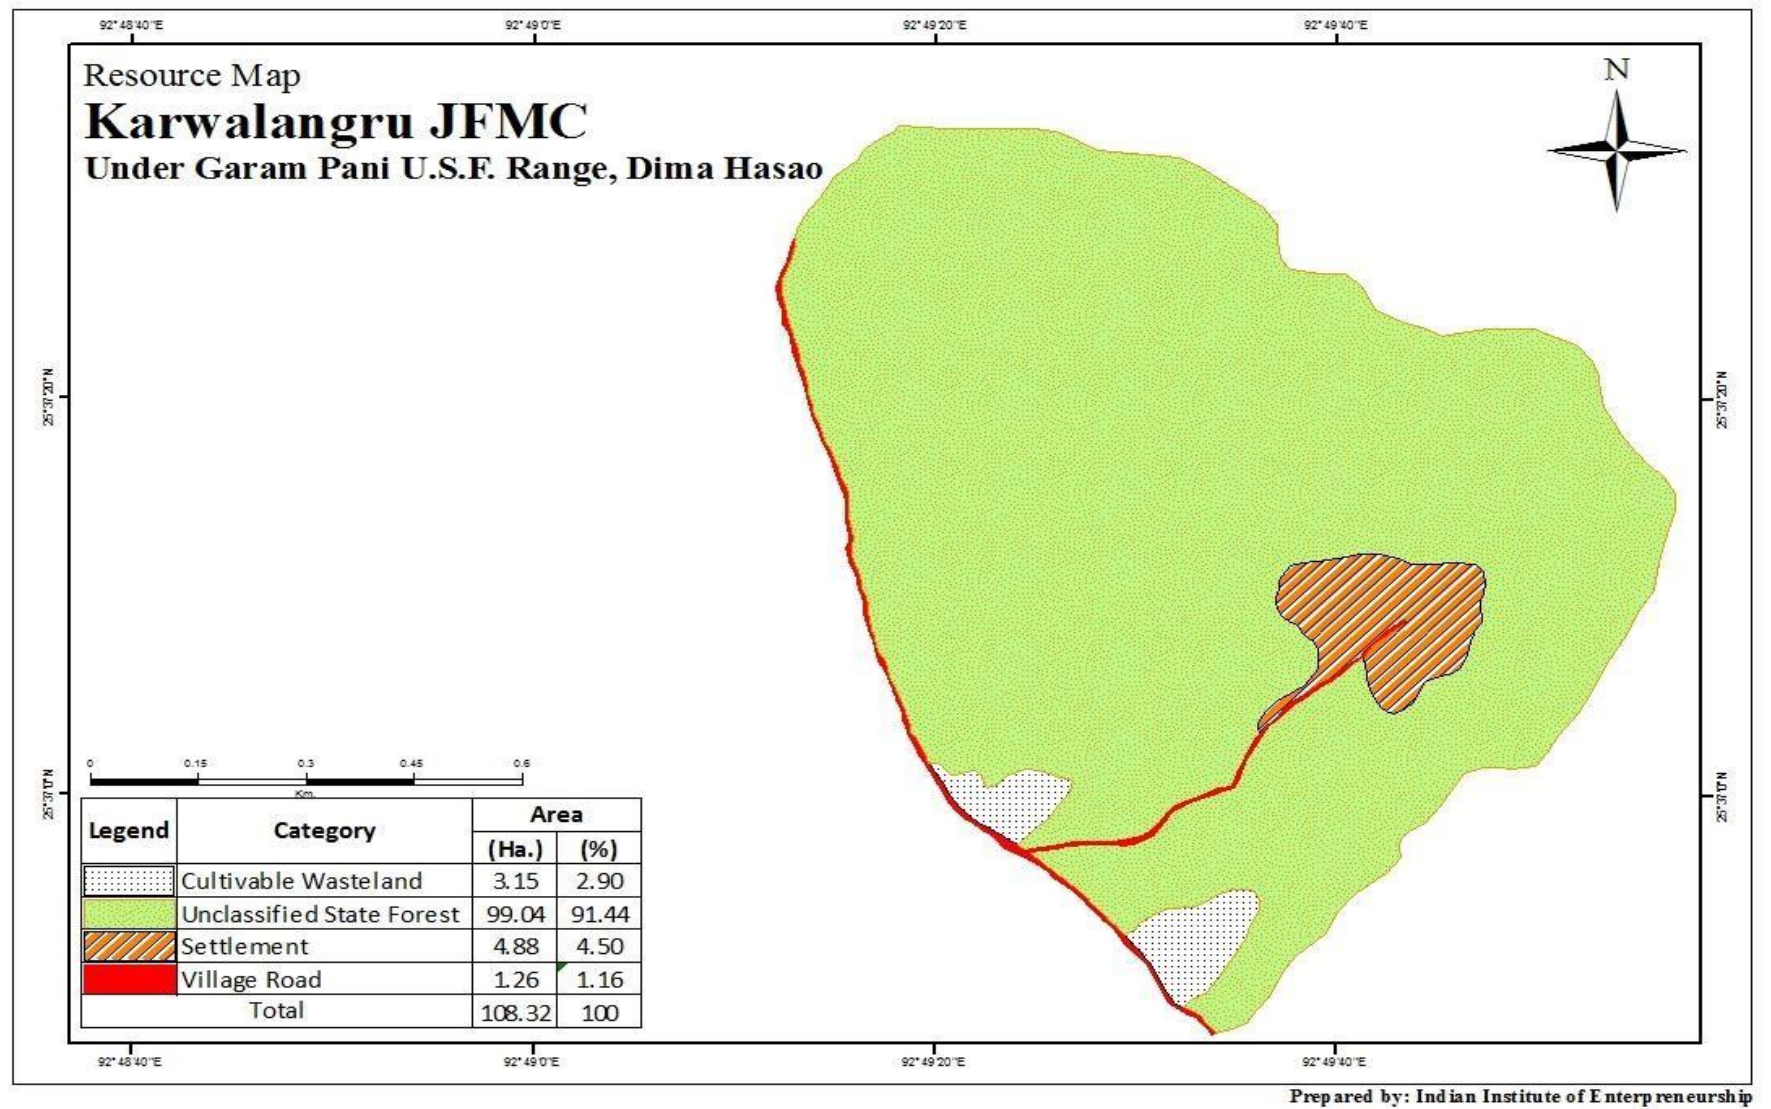 92°48'40"E 92°49'0"E 92°49'20"E 92°49'40"E
Resource Map
Karwalangru JFMC
Under Garam Pani U.S.F. Range, Dima Hasao
N
25°37'20"N 25°37'20"N
25°37'0"N 25°37'0"N
0 0.15 0.3 0.45 0.6
Km.
Legend Category Area
(Ha.) (%)
Cultivable Wasteland 3.15 2.90
Unclassified State Forest 99.04 91.44
Settlement 4.88 4.50
Village Road 1.26 1.16
Total 108.32 100
92°48'40"E 92°49'0"E 92°49'20"E 92°49'40"E
Prepared by: Indian Institute of Enterpreneurship